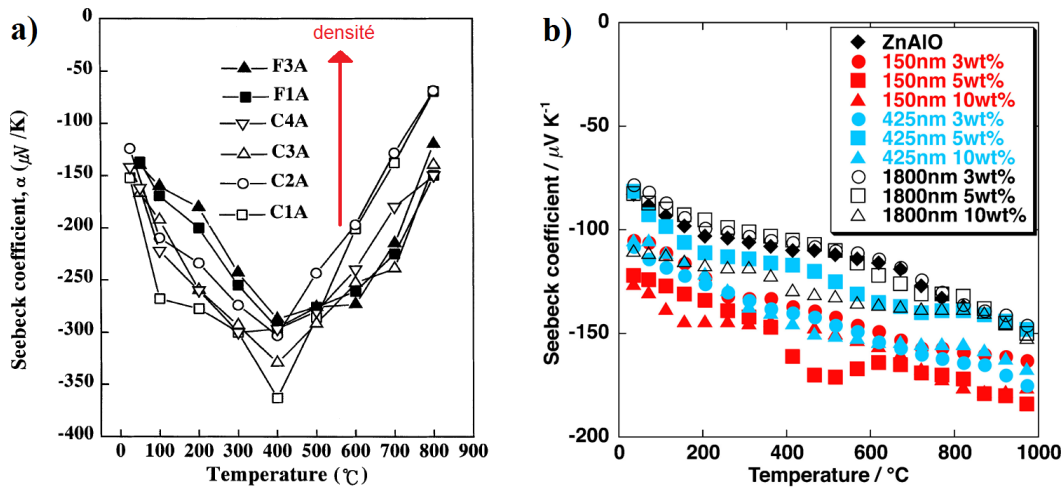 a)
densité
0
-50
-100
-150
-200
-250
-300
-350
-400
Seebeck coefficient, α (μV /K)
F3A
F1A
C4A
C3A
C2A
C1A
0 100 200 300 400 500 600 700 800 900
Temperature (℃)
b)
0
-50
-100
-150
-200
Seebeck coefficient / μV K⁻¹
ZnAlO
150nm 3wt%
150nm 5wt%
150nm 10wt%
425nm 3wt%
425nm 5wt%
425nm 10wt%
1800nm 3wt%
1800nm 5wt%
1800nm 10wt%
0 200 400 600 800 1000
Temperature / °C